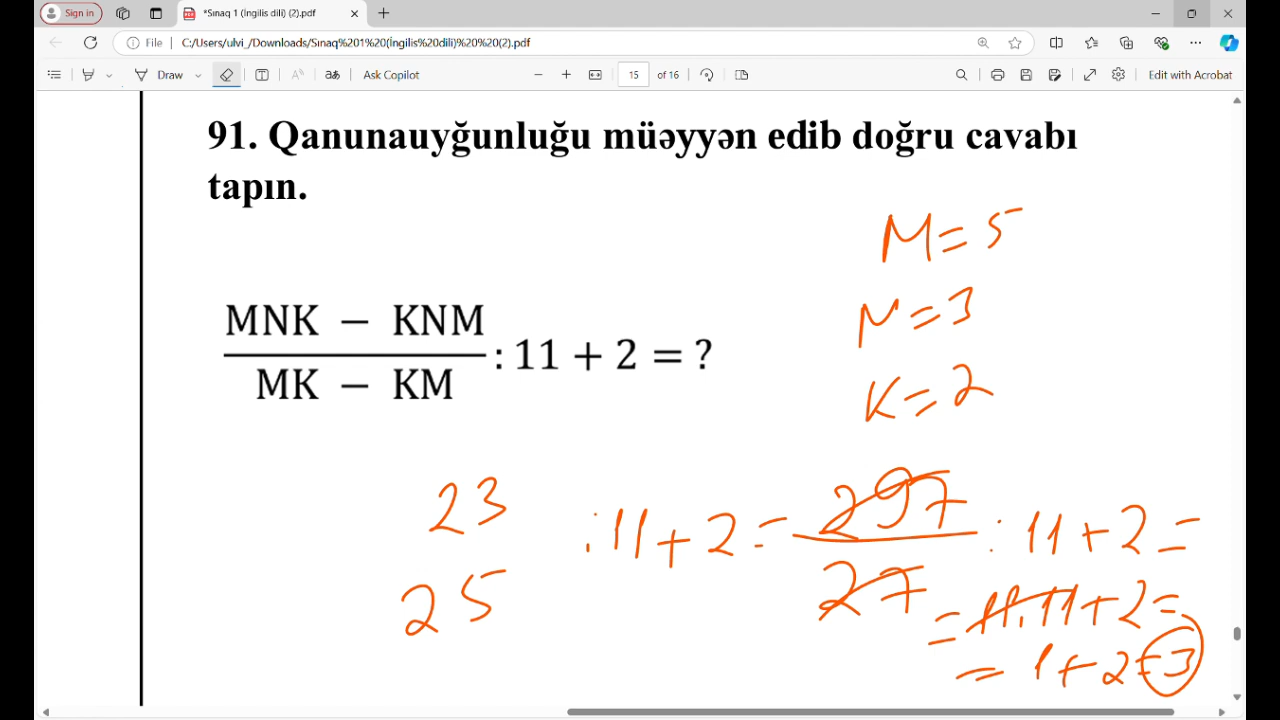 Sign in
*Sınaq 1 (İngilis dili) (2).pdf
File
C:/Users/ulvi_/Downloads/Sınaq%201%20(İngilis%20dili)%20%20(2).pdf
Draw
Ask Copilot
15 of 16
Edit with Acrobat
91. Qanunauyğunluğu müəyyən edib doğru cavabı
tapın.
M=5
N=3
K=2
MNK − KNM
MK − KM
:11 + 2 = ?
23
25
:11+2=
297
27
:11+2=
=11:11+2=
=1+2=3